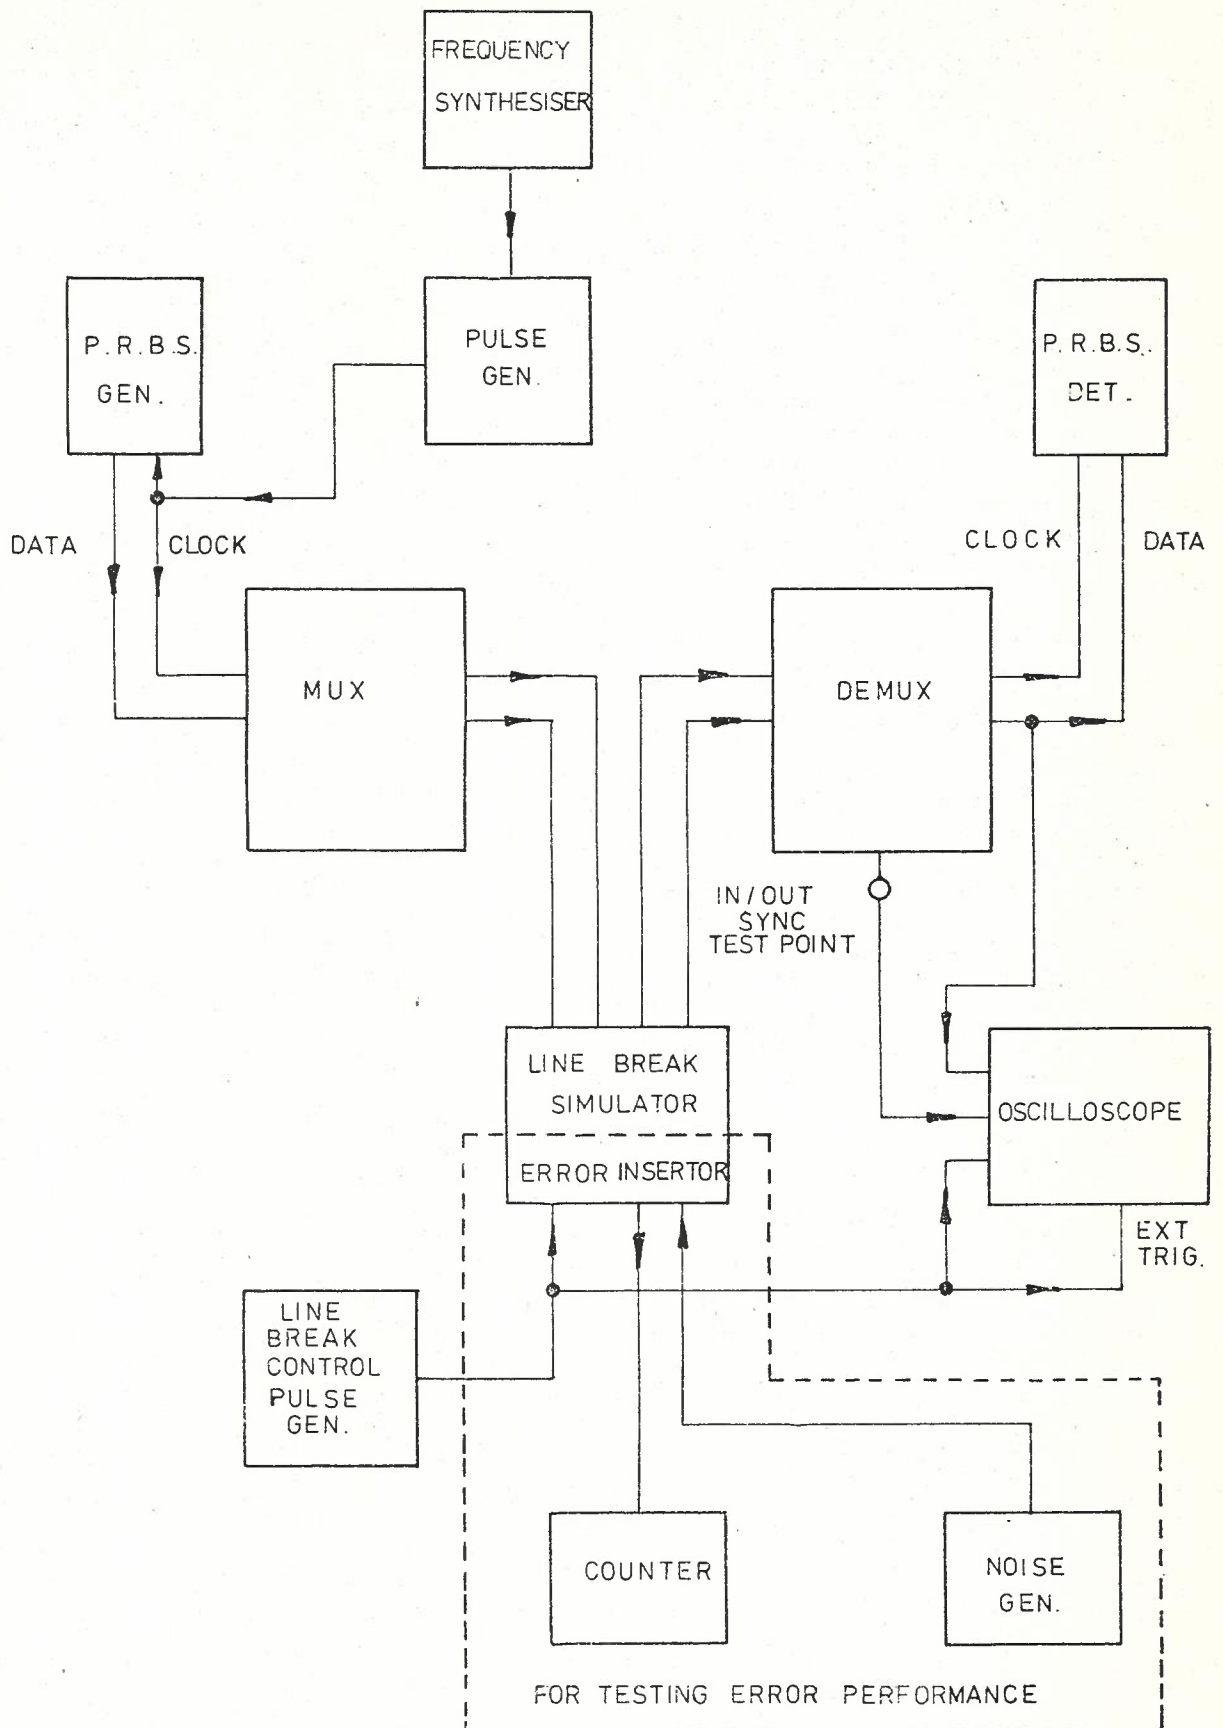 FREQUENCY
SYNTHESISER
P.R.B.S.
GEN.
PULSE
GEN.
P.R.B.S.
DET.
DATA
CLOCK
CLOCK
DATA
MUX
DEMUX
IN/OUT
SYNC
TEST POINT
LINE BREAK
SIMULATOR
ERROR INSERTOR
OSCILLOSCOPE
EXT
TRIG.
LINE
BREAK
CONTROL
PULSE
GEN.
COUNTER
NOISE
GEN.
FOR TESTING ERROR PERFORMANCE